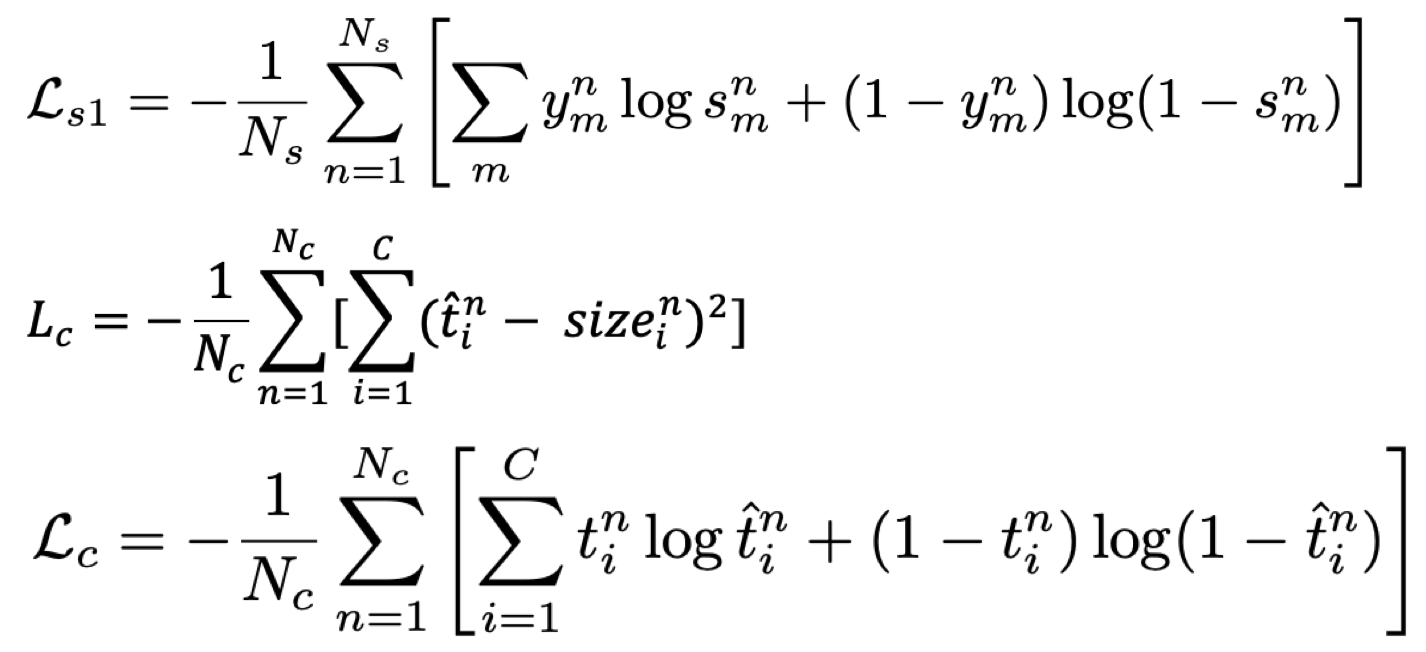 \mathcal{L}_{s1} = -\frac{1}{N_s} \sum_{n=1}^{N_s} \left[ \sum_{m} y_m^n \log s_m^n + (1 - y_m^n) \log(1 - s_m^n) \right]
L_c = -\frac{1}{N_c} \sum_{n=1}^{N_c} [\sum_{i=1}^{C} (\hat{t}_i^n - size_i^n)^2]
\mathcal{L}_c = -\frac{1}{N_c} \sum_{n=1}^{N_c} \left[ \sum_{i=1}^{C} t_i^n \log \hat{t}_i^n + (1 - t_i^n) \log(1 - \hat{t}_i^n) \right]